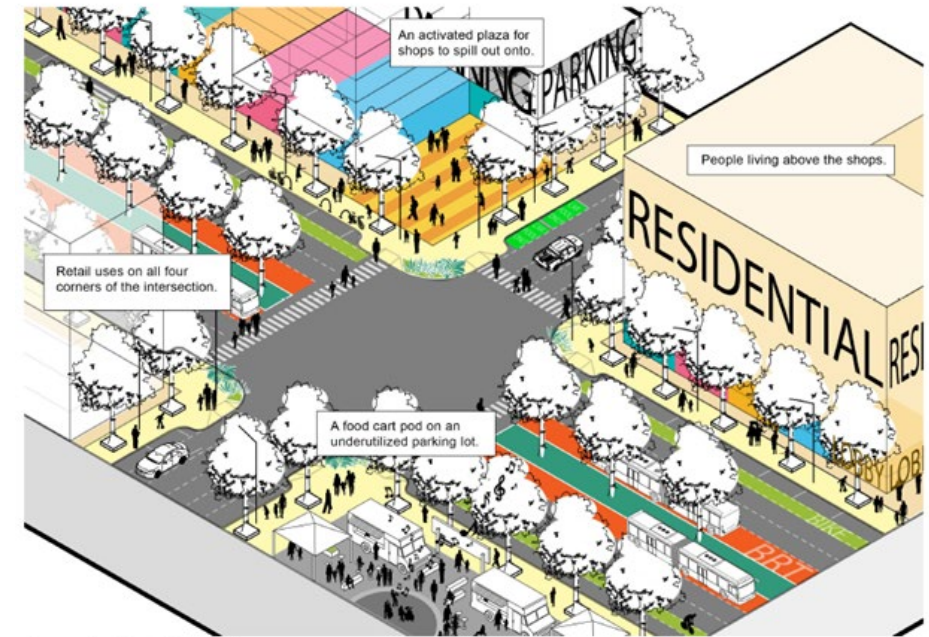 An activated plaza for
shops to spill out onto.
PARKING
People living above the shops.
RESIDENTIAL
RESI
Retail uses on all four
corners of the intersection.
A food cart pod on an
underutilized parking lot.
LOBBY
LOBB
BIKE
BRT